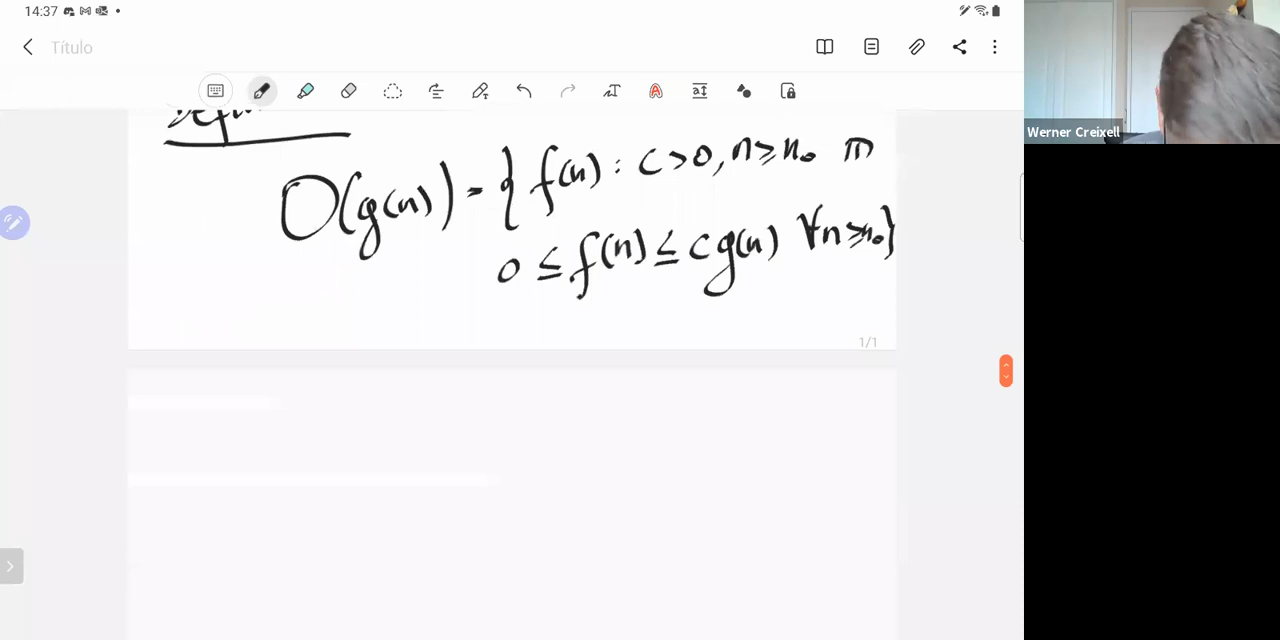 14:37
Título
Werner Creixell
O(g(n)) = { f(n) : c > 0, n ≥ n₀ m
0 ≤ f(n) ≤ c g(n) ∀n ≥ n₀}
1/1